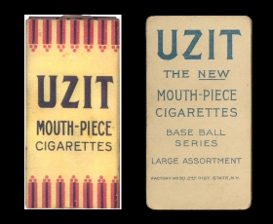 UZIT
MOUTH-PIECE
CIGARETTES
UZIT
THE NEW
MOUTH-PIECE
CIGARETTES
BASE BALL
SERIES
LARGE ASSORTMENT
FACTORY